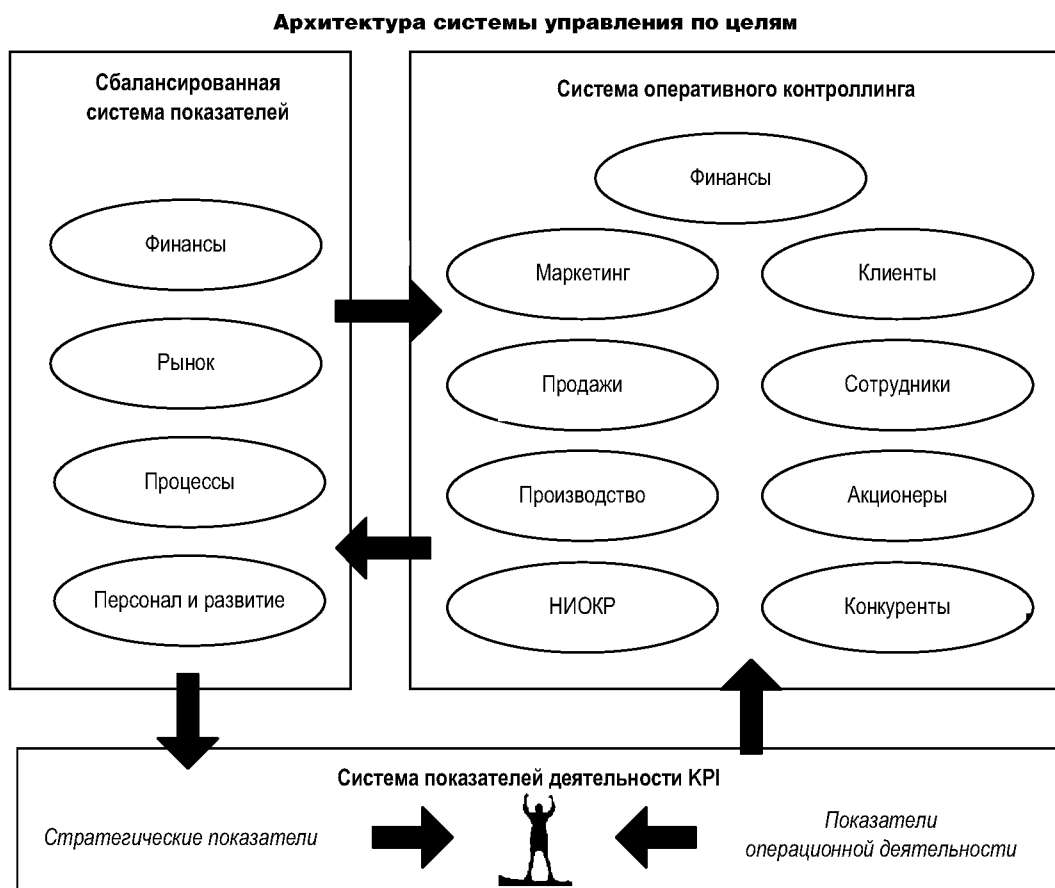 Архитектура системы управления по целям
Сбалансированная
система показателей
Финансы
Рынок
Процессы
Персонал и развитие
Система оперативного контроллинга
Финансы
Маркетинг
Клиенты
Продажи
Сотрудники
Производство
Акционеры
НИОКР
Конкуренты
Система показателей деятельности KPI
Стратегические показатели
Показатели
операционной деятельности